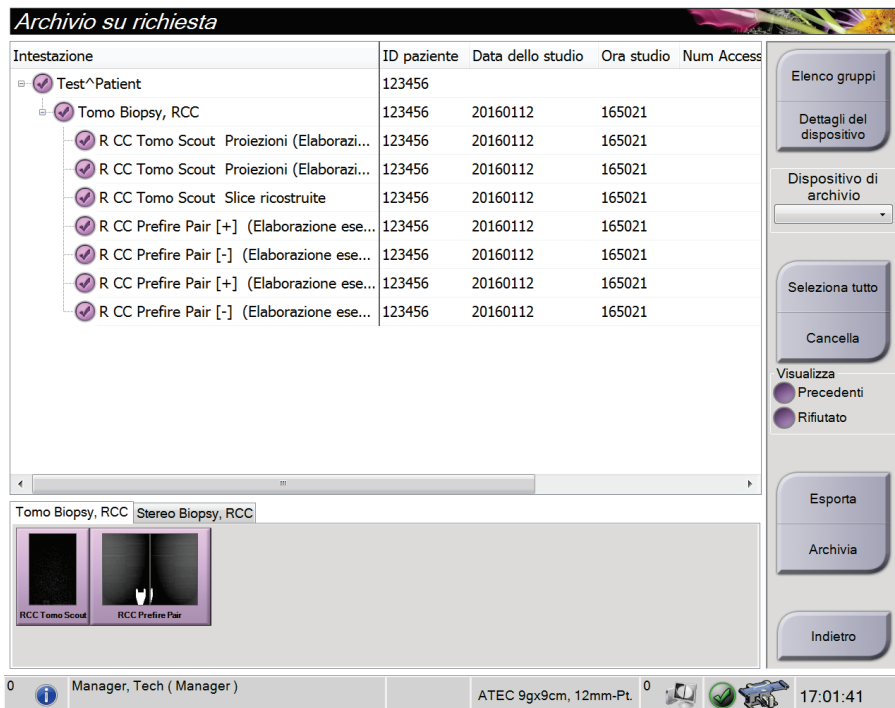 Archivio su richiesta
Intestazione ID paziente Data dello studio Ora studio Num Access
Test^Patient 123456
Tomo Biopsy, RCC 123456 20160112 165021
R CC Tomo Scout Proiezioni (Elaborazi... 123456 20160112 165021
R CC Tomo Scout Proiezioni (Elaborazi... 123456 20160112 165021
R CC Tomo Scout Slice ricostruite 123456 20160112 165021
R CC Prefire Pair [+] (Elaborazione ese... 123456 20160112 165021
R CC Prefire Pair [-] (Elaborazione ese... 123456 20160112 165021
R CC Prefire Pair [+] (Elaborazione ese... 123456 20160112 165021
R CC Prefire Pair [-] (Elaborazione ese... 123456 20160112 165021
Elenco gruppi
Dettagli del
dispositivo
Dispositivo di
archivio
Seleziona tutto
Cancella
Visualizza
Precedenti
Rifiutato
Esporta
Archivia
Indietro
Tomo Biopsy, RCC Stereo Biopsy, RCC
RCC Tomo Scout RCC Prefire Pair
0 Manager, Tech ( Manager ) ATEC 9gx9cm, 12mm-Pt. 0 17:01:41